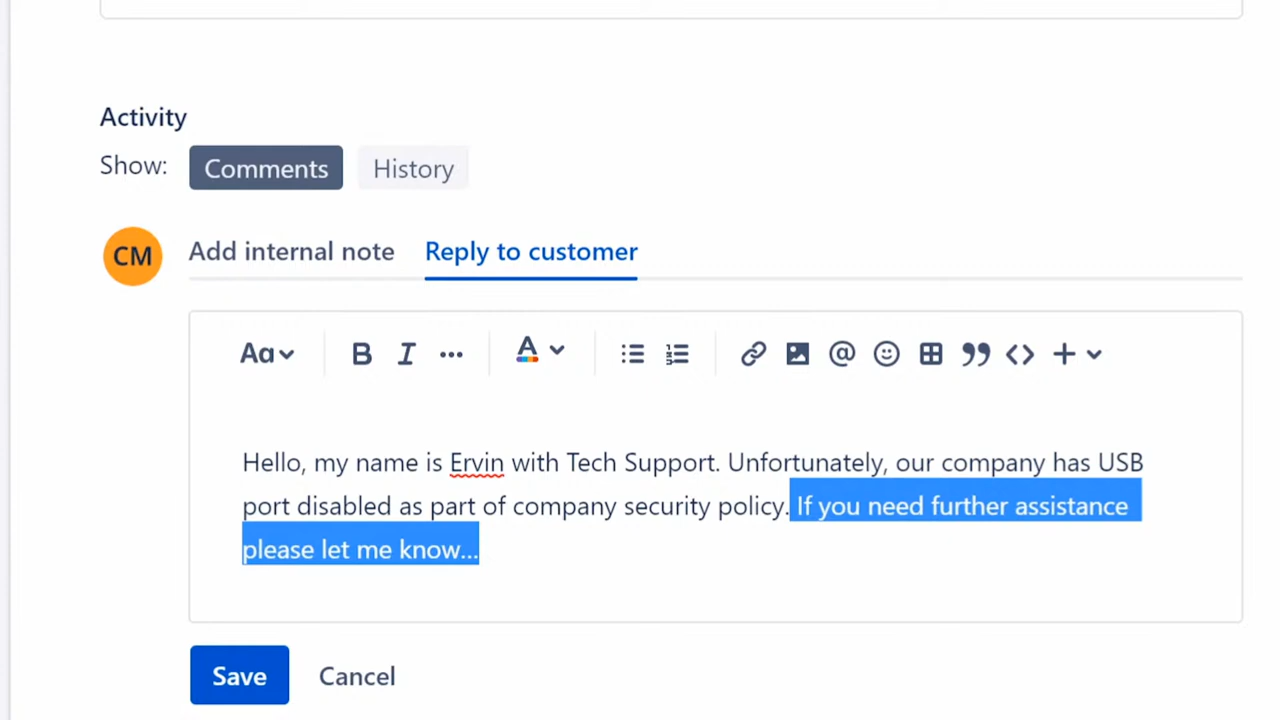 Activity
Show: Comments History
CM Add internal note Reply to customer
Aa B I ... A @ 99 <> +
Hello, my name is Ervin with Tech Support. Unfortunately, our company has USB
port disabled as part of company security policy. If you need further assistance
please let me know...
Save Cancel